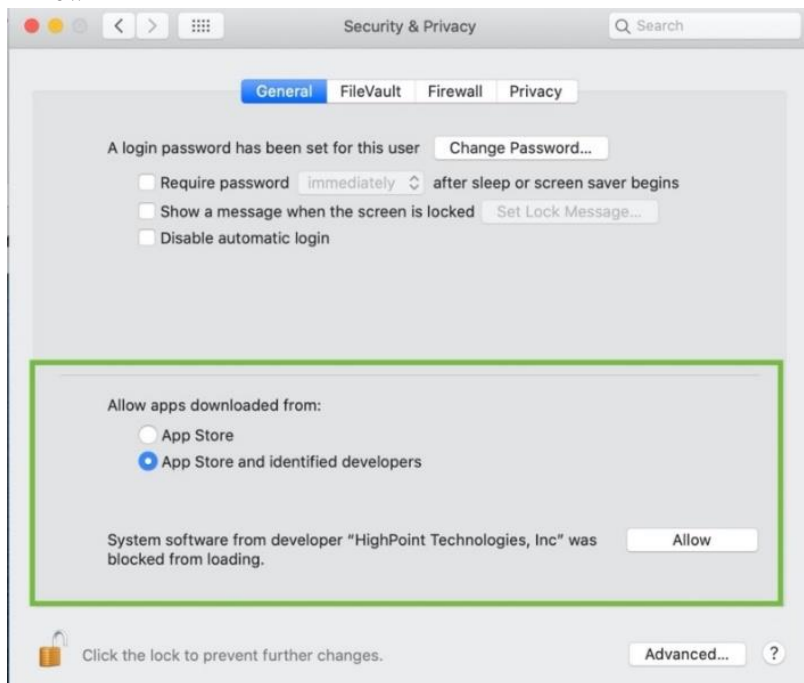 Security & Privacy
Search
General FileVault Firewall Privacy
A login password has been set for this user Change Password...
Require password immediately after sleep or screen saver begins
Show a message when the screen is locked Set Lock Message...
Disable automatic login
Allow apps downloaded from:
App Store
App Store and identified developers
System software from developer “HighPoint Technologies, Inc” was Allow
blocked from loading.
Click the lock to prevent further changes. Advanced... ?